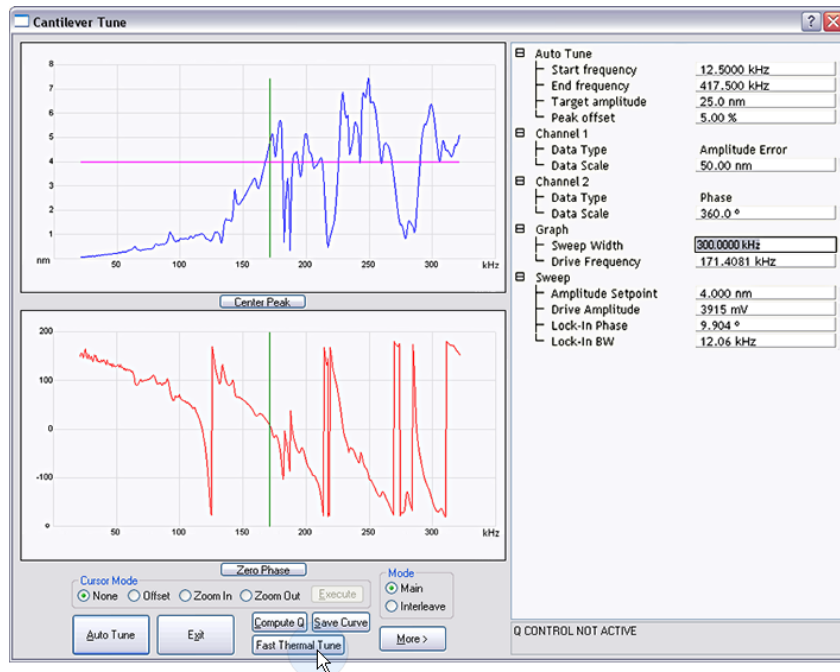 Cantilever Tune
8
7
6
5
4
3
2
1
nm
50 100 150 200 250 300 kHz
Center Peak
200
100
0
-100
°
50 100 150 200 250 300 kHz
Zero Phase
Cursor Mode
None Offset Zoom In Zoom Out Execute
Mode
Main
Interleave
Auto Tune Exit
Compute Q Save Curve
Fast Thermal Tune
More >
Auto Tune
Start frequency 12.5000 kHz
End frequency 417.500 kHz
Target amplitude 25.0 nm
Peak offset 5.00 %
Channel 1
Data Type Amplitude Error
Data Scale 50.00 nm
Channel 2
Data Type Phase
Data Scale 360.0 °
Graph
Sweep Width 300.0000 kHz
Drive Frequency 171.4081 kHz
Sweep
Amplitude Setpoint 4.000 nm
Drive Amplitude 3915 mV
Lock-In Phase 9.904 °
Lock-In BW 12.06 kHz
Q CONTROL NOT ACTIVE